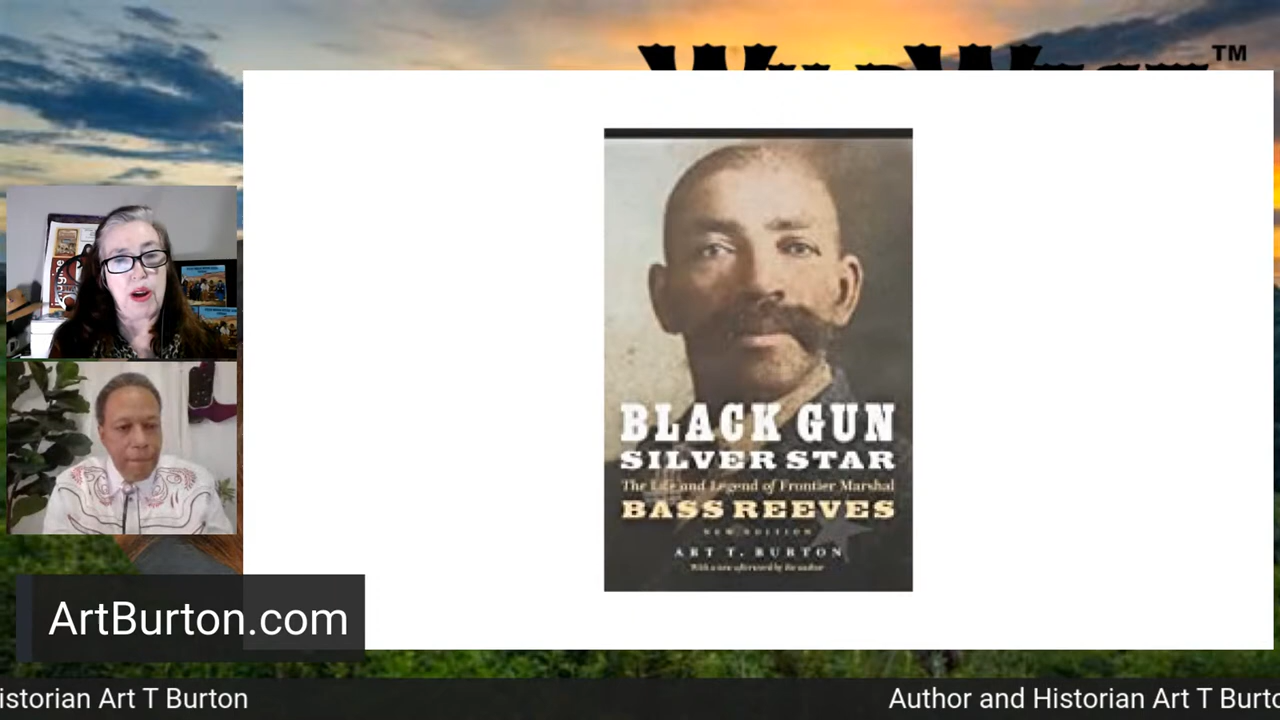 TM
BLACK GUN
SILVER STAR
The Life and Legend of Frontier Marshal
BASS REEVES
NEW EDITION
ART T. BURTON
With a new afterword by the author
ArtBurton.com
istorian Art T Burton
Author and Historian Art T Burto